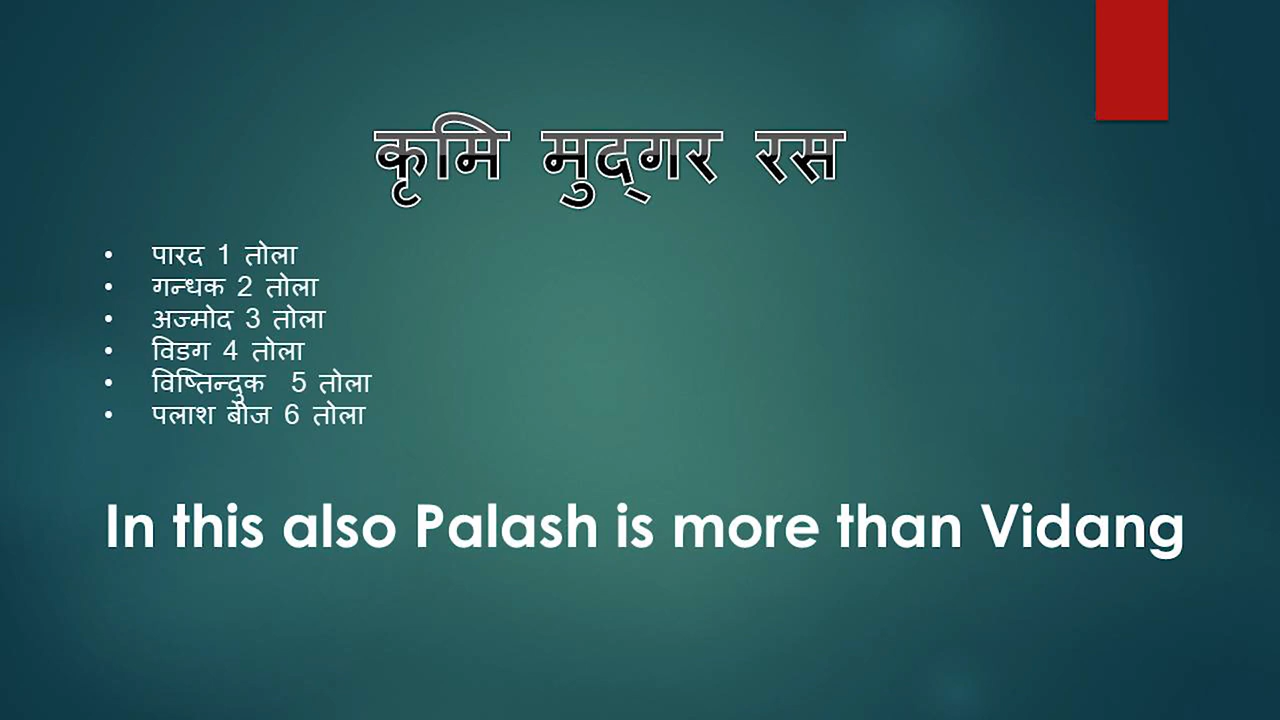 कृमि मुद्गर रस
• पारद 1 तोला
• गन्धक 2 तोला
• अज्मोद 3 तोला
• विडग 4 तोला
• विष्तिन्दुक 5 तोला
• पलाश बीज 6 तोला
In this also Palash is more than Vidang